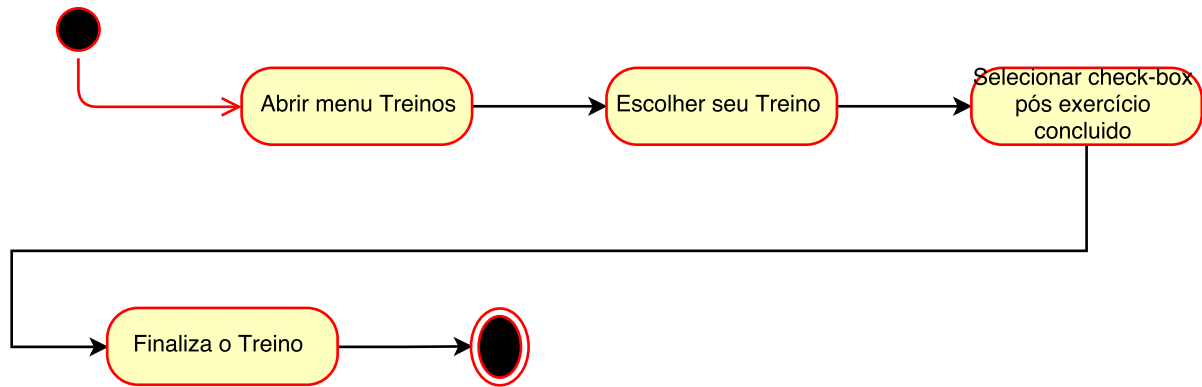 Abrir menu Treinos
Escolher seu Treino
Selecionar check-box
pós exercício
concluido
Finaliza o Treino